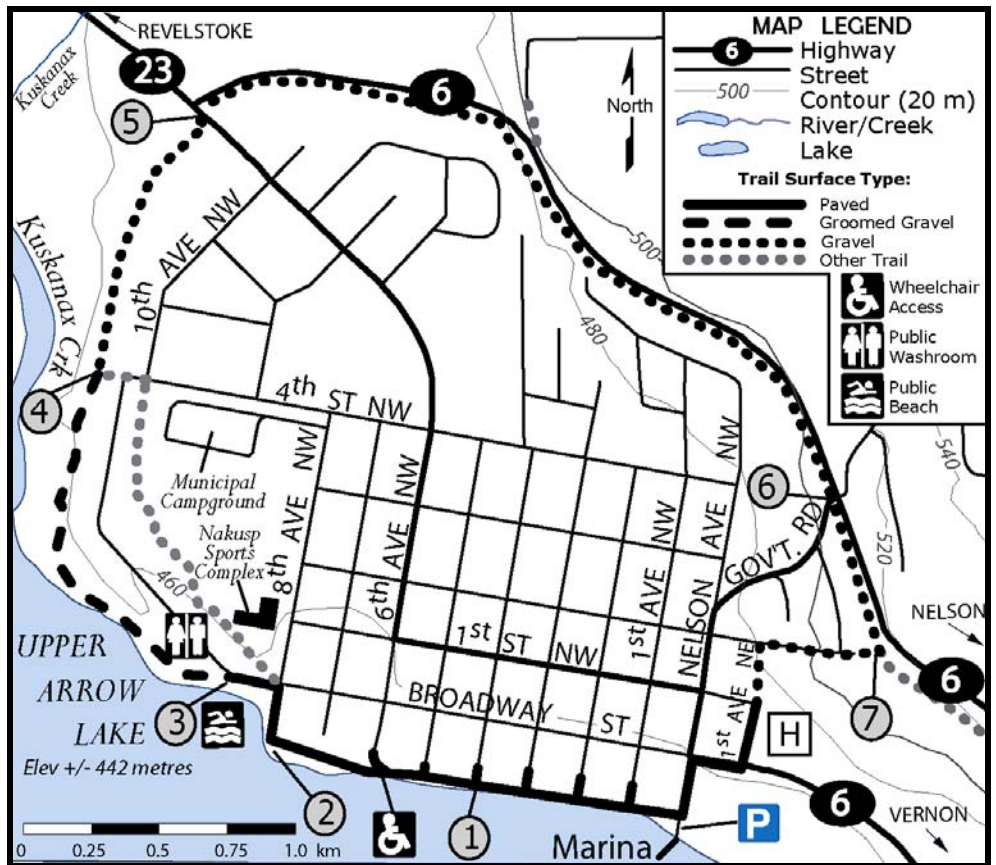 REVELSTOKE
Kuskanax
Creek
23
6
5
North
MAP LEGEND
6 Highway
Street
500 Contour (20 m)
River/Creek
Lake
Trail Surface Type:
Paved
Groomed Gravel
Gravel
Other Trail
Wheelchair
Access
Public
Washroom
Public
Beach
500
480
540
520
460
Kuskanax Crk
10th AVE NW
4
4th ST NW
Municipal
Campground
Nakusp
Sports
Complex
8th AVE NW
6th AVE NW
1st AVE NW
NELSON AVE NW
6
GOV'T. RD
NELSON
6
1st ST NW
BROADWAY ST
1st AVE NE
7
H
UPPER
ARROW
LAKE
Elev +/- 442 metres
3
2
1
6
VERNON
P
Marina
0 0.25 0.5 0.75 1.0 km